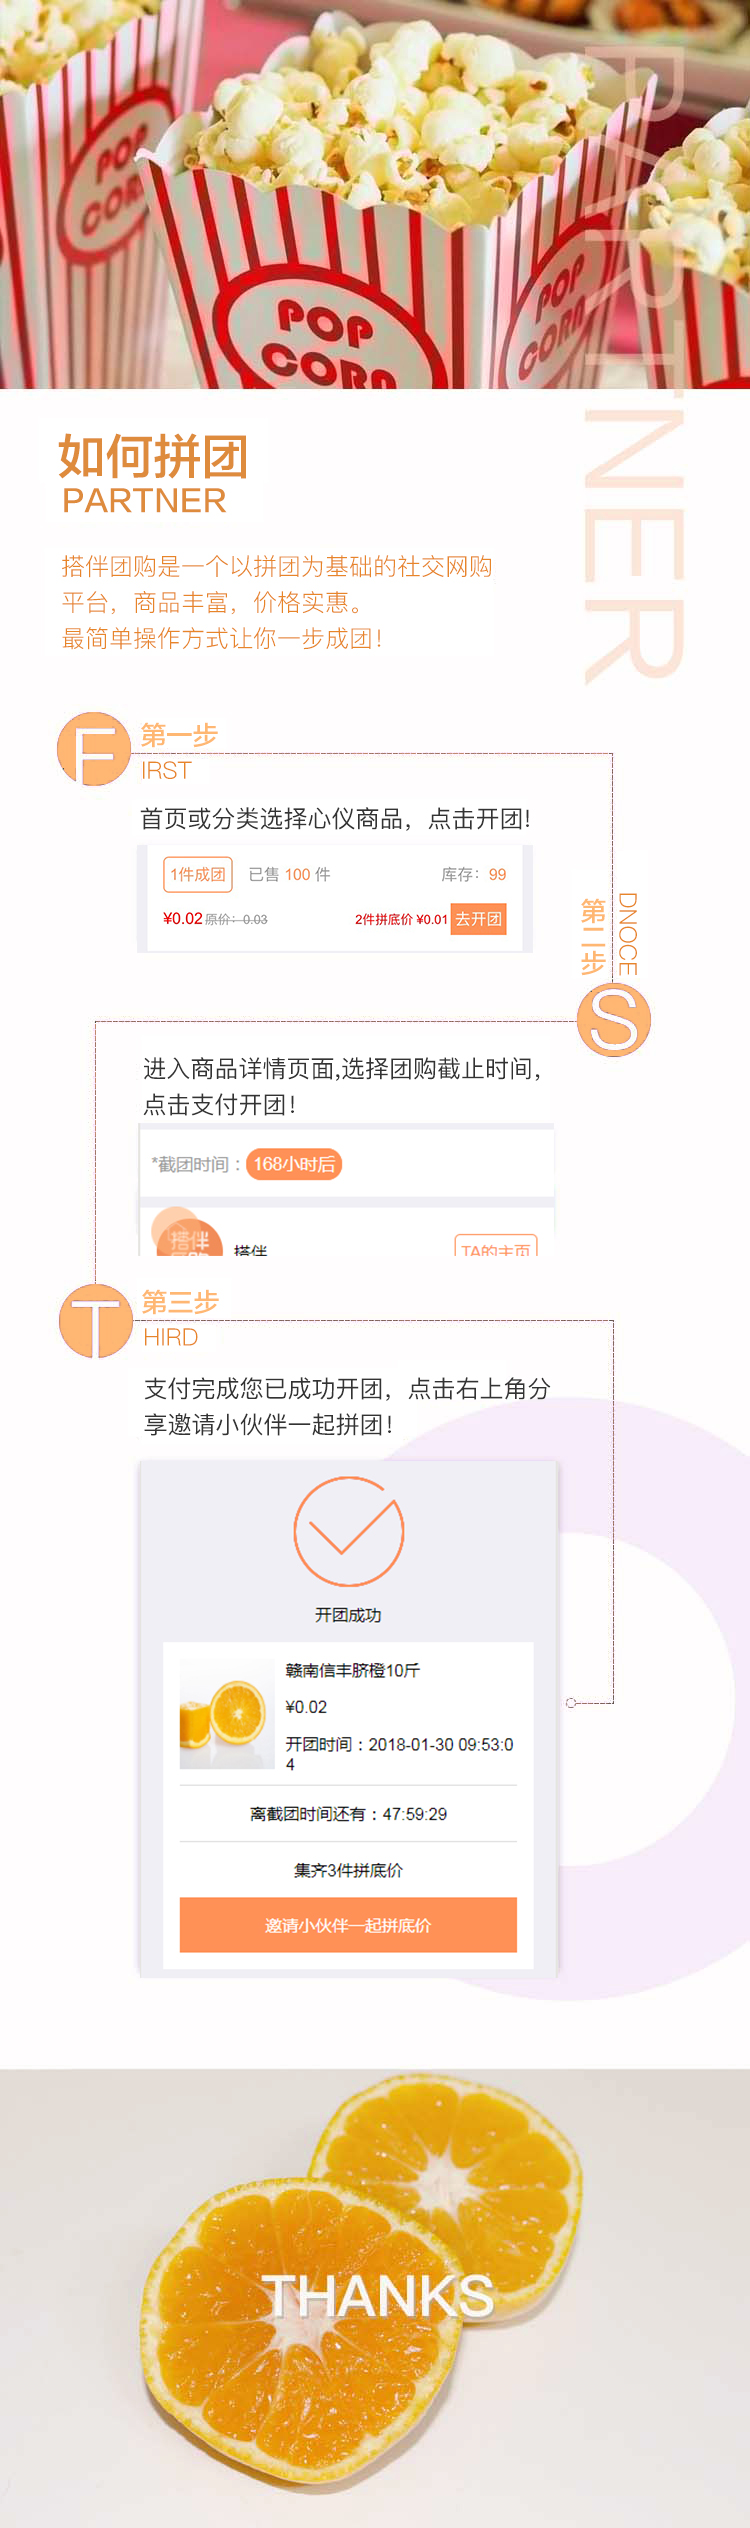 POP
CORN
POP
CORN
POP
CORN
PARTNER
如何拼团
PARTNER
搭伴团购是一个以拼团为基础的社交网购
平台，商品丰富，价格实惠。
最简单操作方式让你一步成团！
F
第一步
IRST
首页或分类选择心仪商品，点击开团！
1件成团 已售 100 件 库存：99
¥0.02 原价：0.03 2件拼底价 ¥0.01 去开团
第二步
DNOCE
S
进入商品详情页面,选择团购截止时间，
点击支付开团！
*截团时间：168小时后
搭伴
搭伴 TA的主页
T
第三步
HIRD
支付完成您已成功开团，点击右上角分
享邀请小伙伴一起拼团！
开团成功
赣南信丰脐橙10斤
¥0.02
开团时间：2018-01-30 09:53:0
4
离截团时间还有：47:59:29
集齐3件拼底价
邀请小伙伴一起拼底价
THANKS